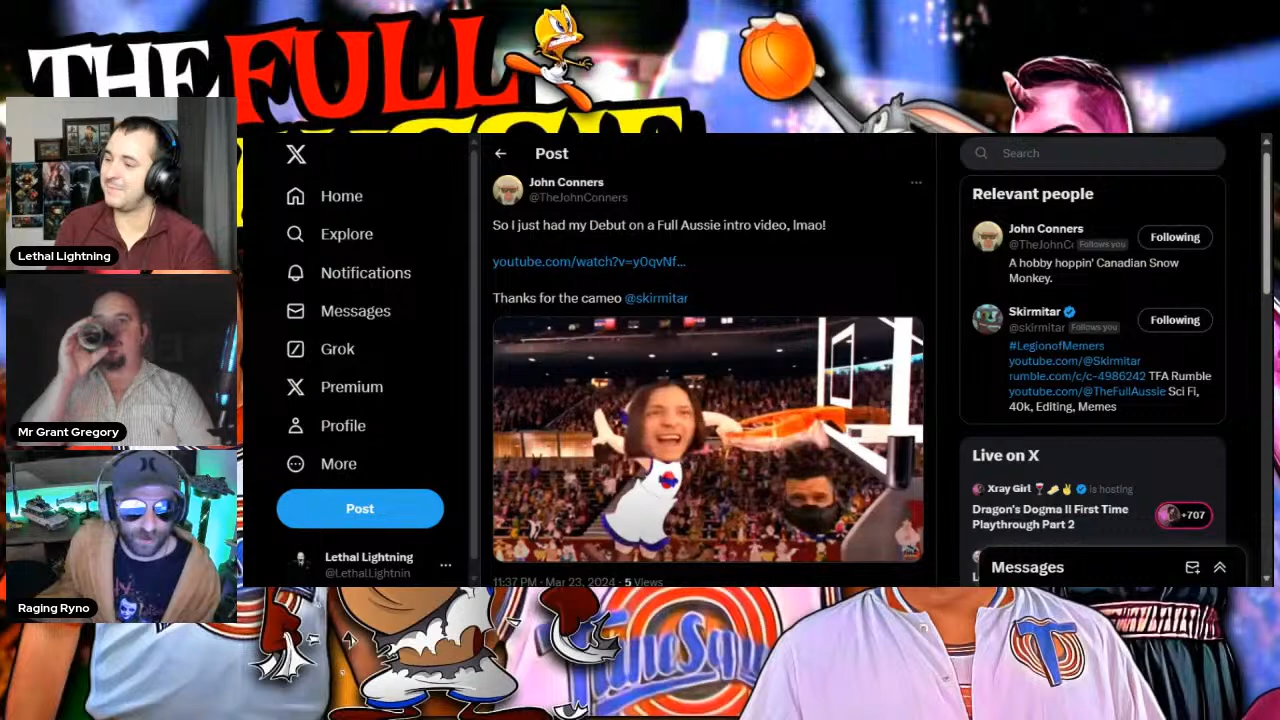 THE FULL
AUSSIE
Lethal Lightning
Mr Grant Gregory
Raging Ryno
Home
Explore
Notifications
Messages
Grok
Premium
Profile
More
Post
Lethal Lightning
@LethalLightnin
Post
John Conners
@TheJohnConners
So I just had my Debut on a Full Aussie intro video, lmao!
youtube.com/watch?v=y0qvNf...
Thanks for the cameo @skirmitar
11:37 PM · Mar 23, 2024 · 5 Views
Search
Relevant people
John Conners
@TheJohnCo Follows you
Following
A hobby hoppin' Canadian Snow
Monkey.
Skirmitar
@skirmitar Follows you
Following
#LegionofMemers
youtube.com/@Skirmitar
rumble.com/c/c-4986242 TFA Rumble
youtube.com/@TheFullAussie Sci Fi,
40k, Editing, Memes
Live on X
Xray Girl 🍷 is hosting
Dragon's Dogma II First Time
Playthrough Part 2
+707
Messages